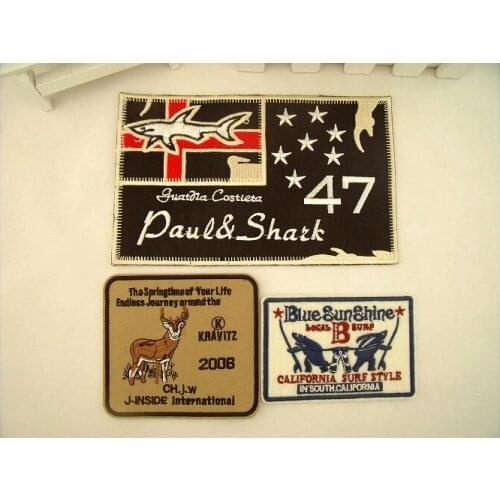 Guardia Costiera
47
Paul&Shark
The Springtime of Your Life
Endless Journey around the
K
KRAVITZ
2006
CH.j.w
J-INSIDE International
Blue SunShine
LOCAL B SURF
CALIFORNIA SURF STYLE
IN SOUTH, CALIFORNIA